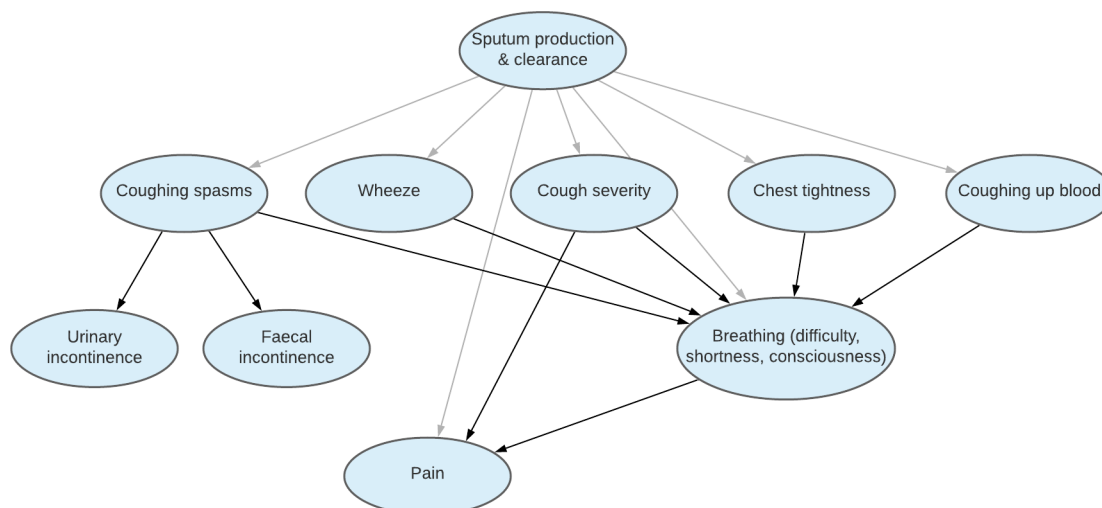 Sputum production
& clearance
Coughing spasms
Wheeze
Cough severity
Chest tightness
Coughing up blood
Urinary
incontinence
Faecal
incontinence
Breathing (difficulty,
shortness, consciousness)
Pain